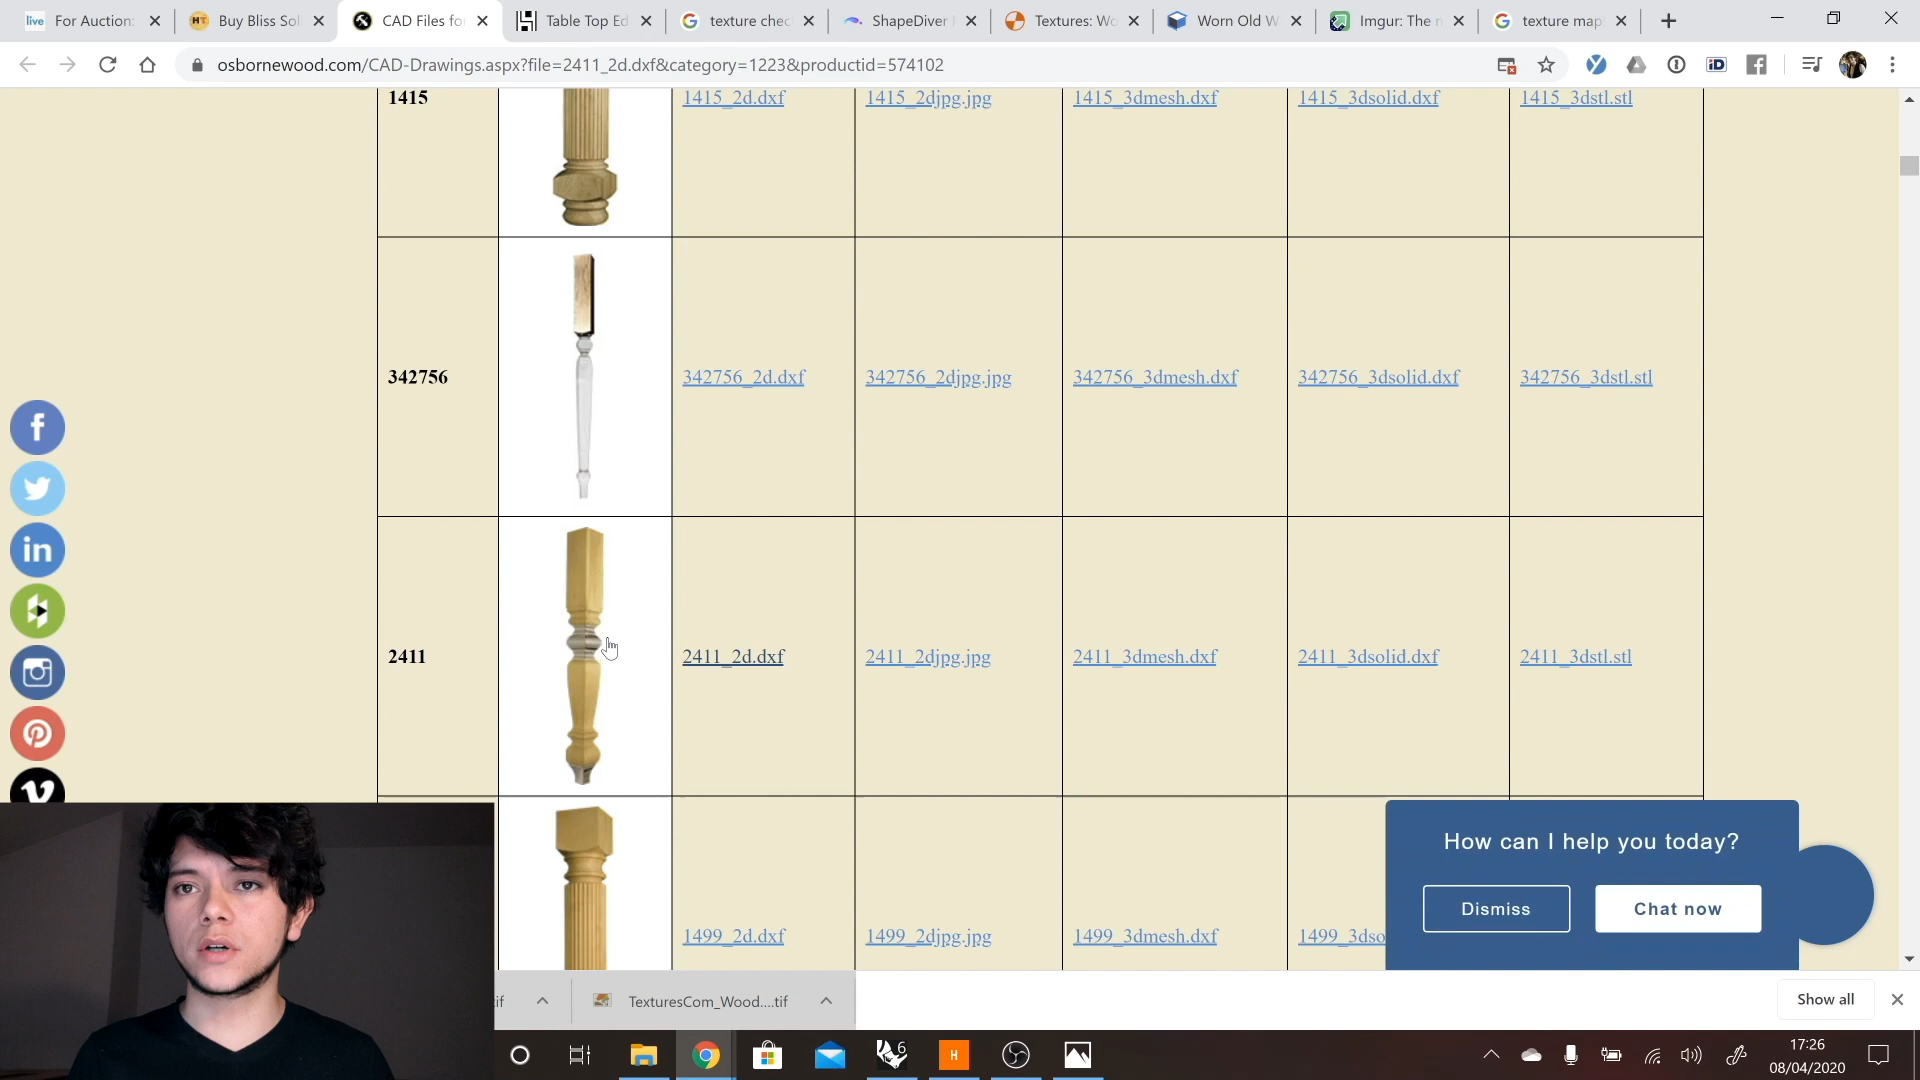 live For Auction:
HT Buy Bliss Sol
CAD Files fo
Table Top Ed
texture chec
ShapeDiver
Textures: Wo
Worn Old W
Imgur: The
texture map
osbornewood.com/CAD-Drawings.aspx?file=2411_2d.dxf&category=1223&productid=574102
1415 1415_2d.dxf 1415_2djpg.jpg 1415_3dmesh.dxf 1415_3dsolid.dxf 1415_3dstl.stl
342756 342756_2d.dxf 342756_2djpg.jpg 342756_3dmesh.dxf 342756_3dsolid.dxf 342756_3dstl.stl
2411 2411_2d.dxf 2411_2djpg.jpg 2411_3dmesh.dxf 2411_3dsolid.dxf 2411_3dstl.stl
1499_2d.dxf 1499_2djpg.jpg 1499_3dmesh.dxf 1499_3dso
How can I help you today?
Dismiss
Chat now
if
TexturesCom_Wood....tif
Show all
17:26
08/04/2020